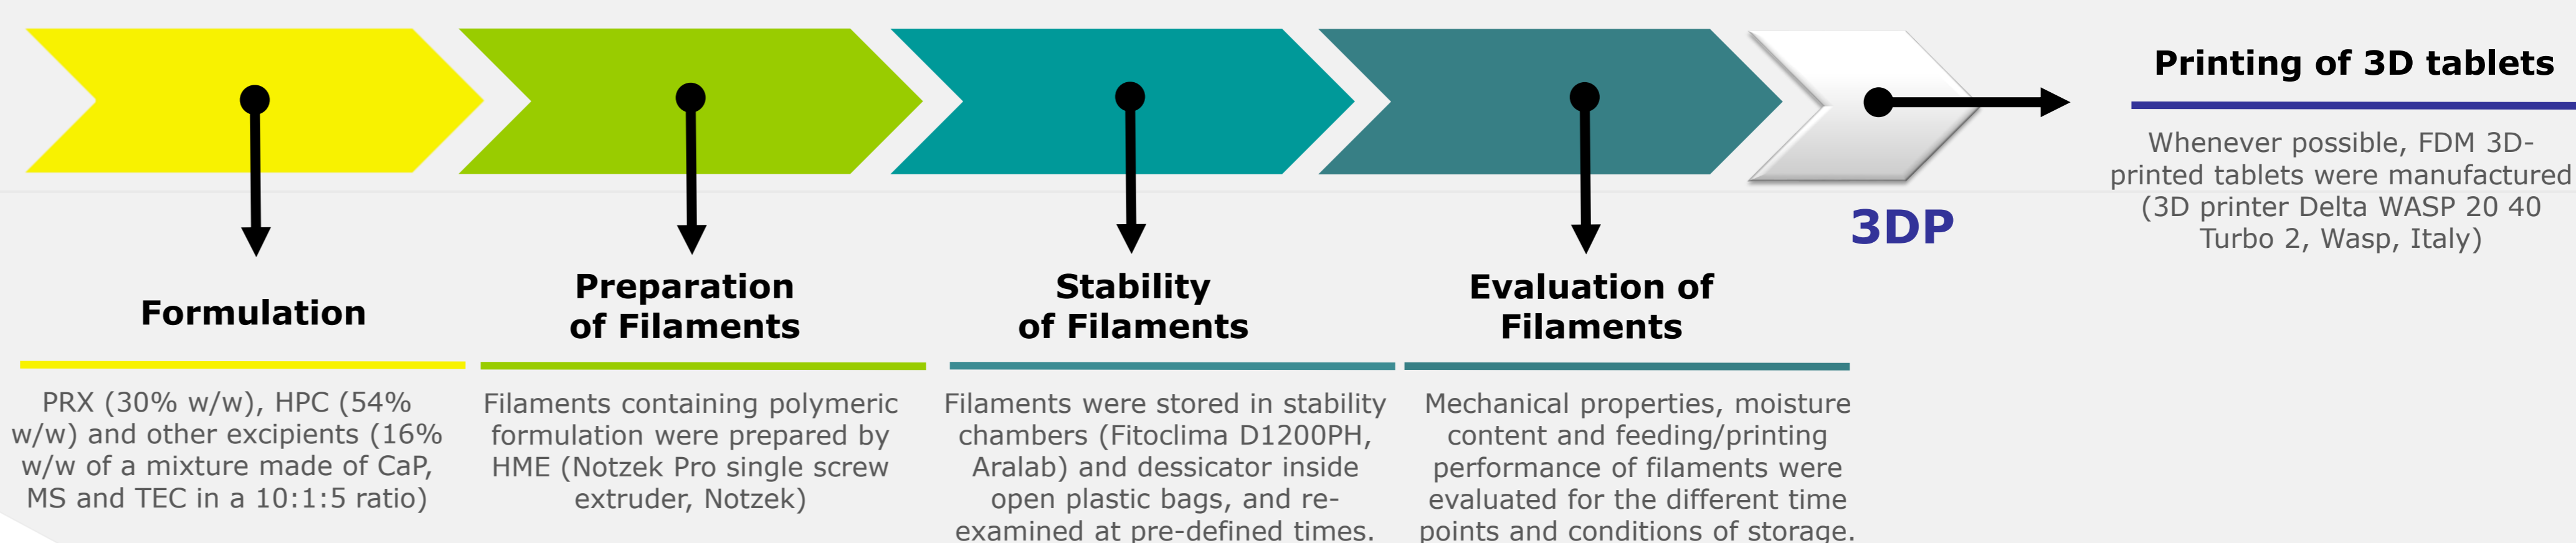 Formulation
PRX (30% w/w), HPC (54%
w/w) and other excipients (16%
w/w of a mixture made of CaP,
MS and TEC in a 10:1:5 ratio)
Preparation
of Filaments
Filaments containing polymeric
formulation were prepared by
HME (Notzek Pro single screw
extruder, Notzek)
Stability
of Filaments
Filaments were stored in stability
chambers (Fitoclima D1200PH,
Aralab) and dessicator inside
open plastic bags, and re-
examined at pre-defined times.
Evaluation of
Filaments
Mechanical properties, moisture
content and feeding/printing
performance of filaments were
evaluated for the different time
points and conditions of storage.
3DP
Printing of 3D tablets
Whenever possible, FDM 3D-
printed tablets were manufactured
(3D printer Delta WASP 20 40
Turbo 2, Wasp, Italy)